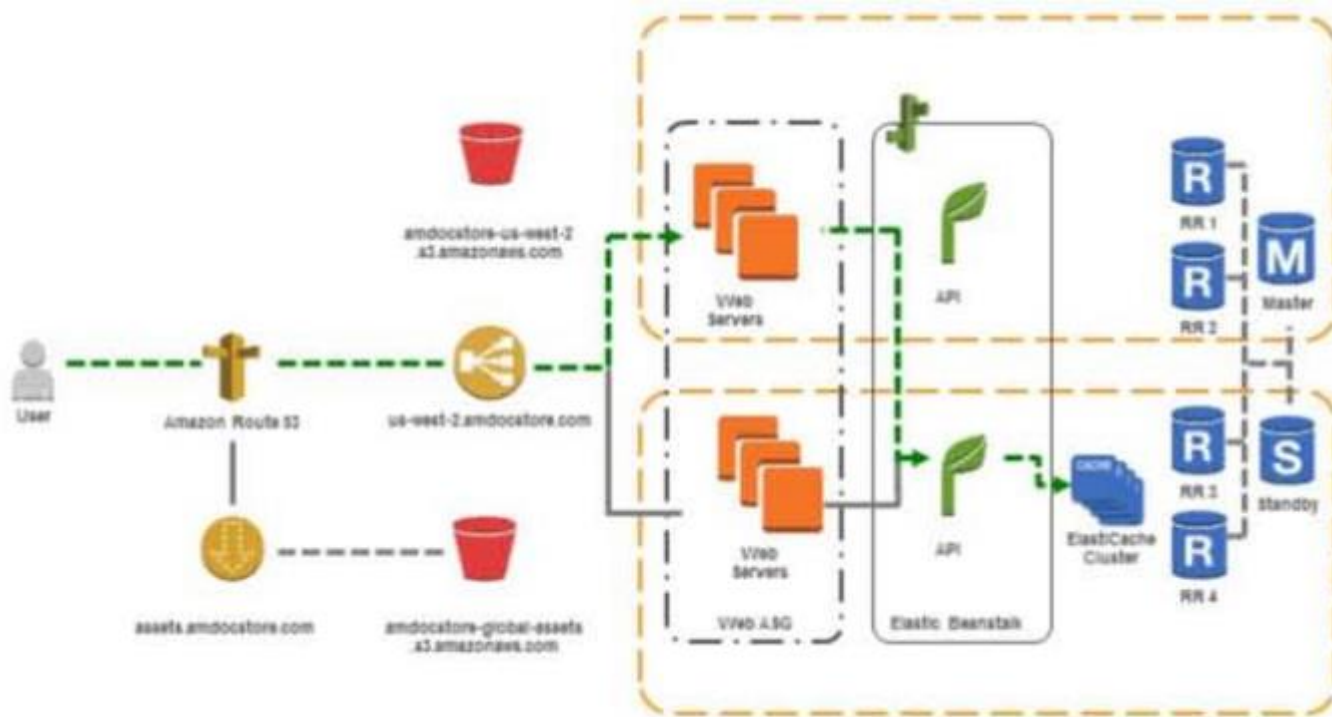 amdocstore-us-west-2
.s3.amazonaws.com
User
Amazon Route 53
us-west-2.amdocstore.com
assets.amdocstore.com
amdocstore-global-assets
.s3.amazonaws.com
Web
Servers
Web
Servers
Web ASG
API
API
Elastic Beanstalk
CACHE
ElastiCache
Cluster
R
RR 1
R
RR 2
M
Master
R
RR 3
S
Standby
R
RR 4